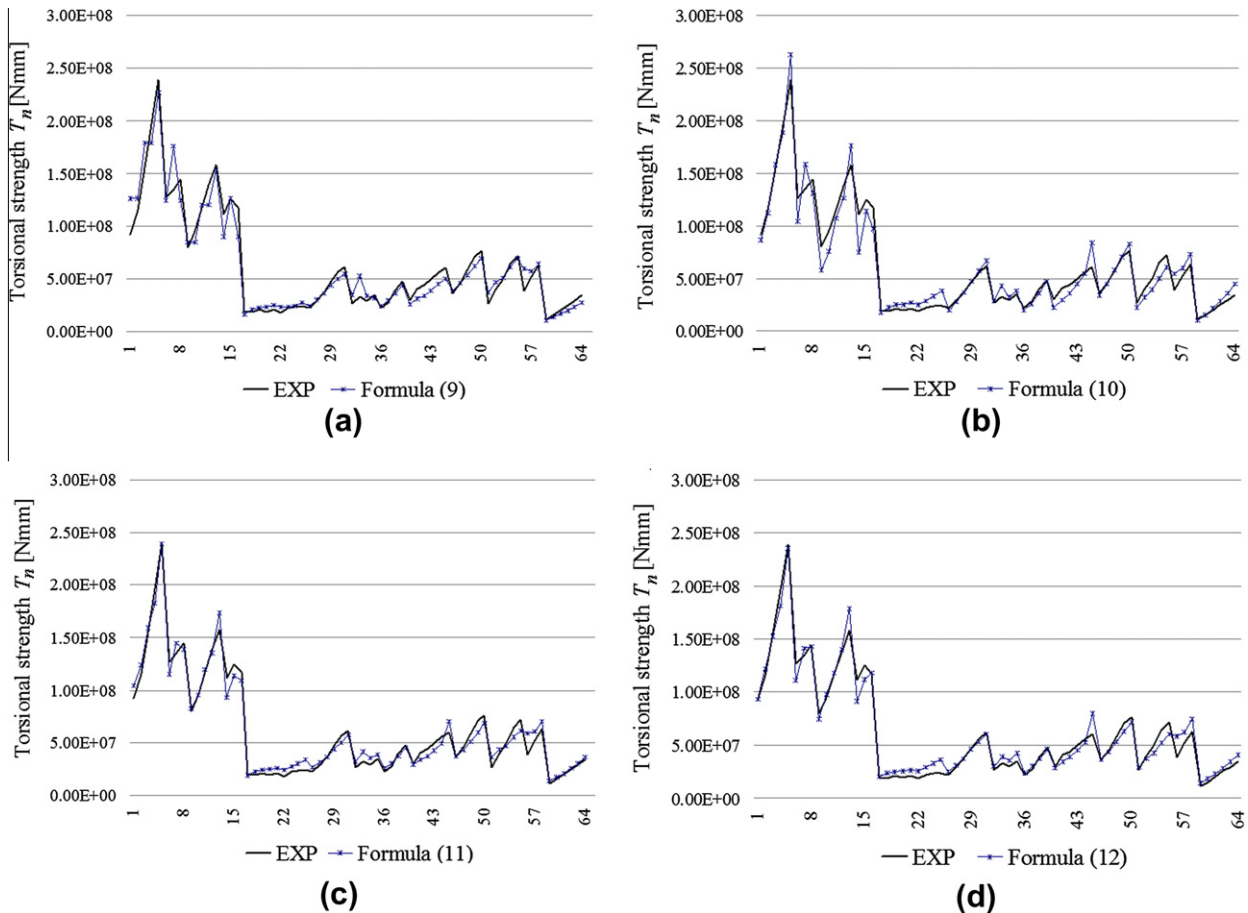 Torsional strength Tn [Nmm]
3.00E+08
2.50E+08
2.00E+08
1.50E+08
1.00E+08
5.00E+07
0.00E+00
1 8 15 22 29 36 43 50 57 64
EXP Formula (9)
(a)
Torsional strength Tn [Nmm]
3.00E+08
2.50E+08
2.00E+08
1.50E+08
1.00E+08
5.00E+07
0.00E+00
1 8 15 22 29 36 43 50 57 64
EXP Formula (10)
(b)
Torsional strength Tn [Nmm]
3.00E+08
2.50E+08
2.00E+08
1.50E+08
1.00E+08
5.00E+07
0.00E+00
1 8 15 22 29 36 43 50 57 64
EXP Formula (11)
(c)
Torsional strength Tn [Nmm]
3.00E+08
2.50E+08
2.00E+08
1.50E+08
1.00E+08
5.00E+07
0.00E+00
1 8 15 22 29 36 43 50 57 64
EXP Formula (12)
(d)